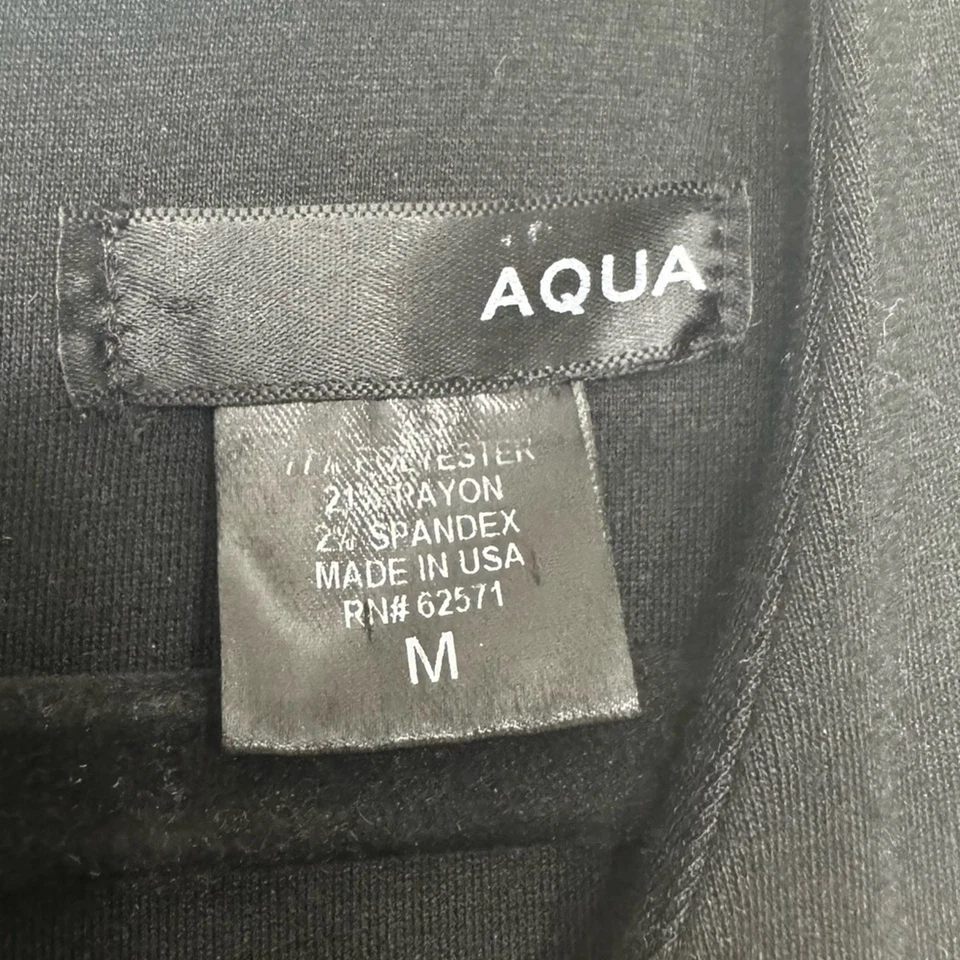 AQUA
77% POLYESTER
21% RAYON
2% SPANDEX
MADE IN USA
RN# 62571
M